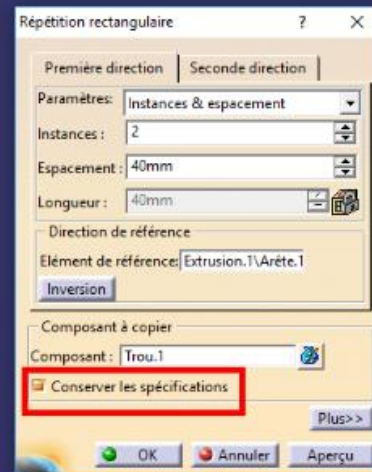 Répétition rectangulaire ? ×
Première direction Seconde direction
Paramètres: Instances & espacement
Instances : 2
Espacement : 40mm
Longueur : 40mm
Direction de référence
Elément de référence: Extrusion.1\Arête.1
Inversion
Composant à copier
Composant : Trou.1
Conserver les spécifications
Plus>>
OK Annuler Aperçu